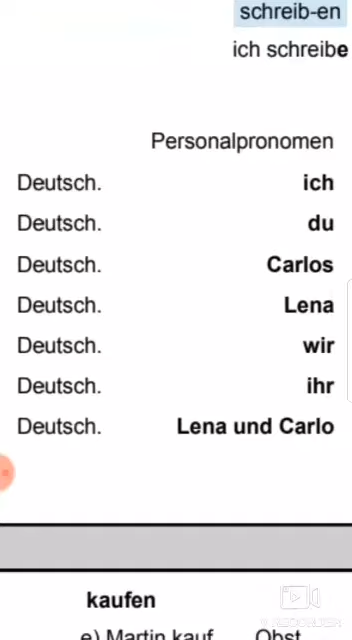 schreib-en
ich schreibe
Personalpronomen
Deutsch. ich
Deutsch. du
Deutsch. Carlos
Deutsch. Lena
Deutsch. wir
Deutsch. ihr
Deutsch. Lena und Carlo
kaufen
e) Martin kauf Obst